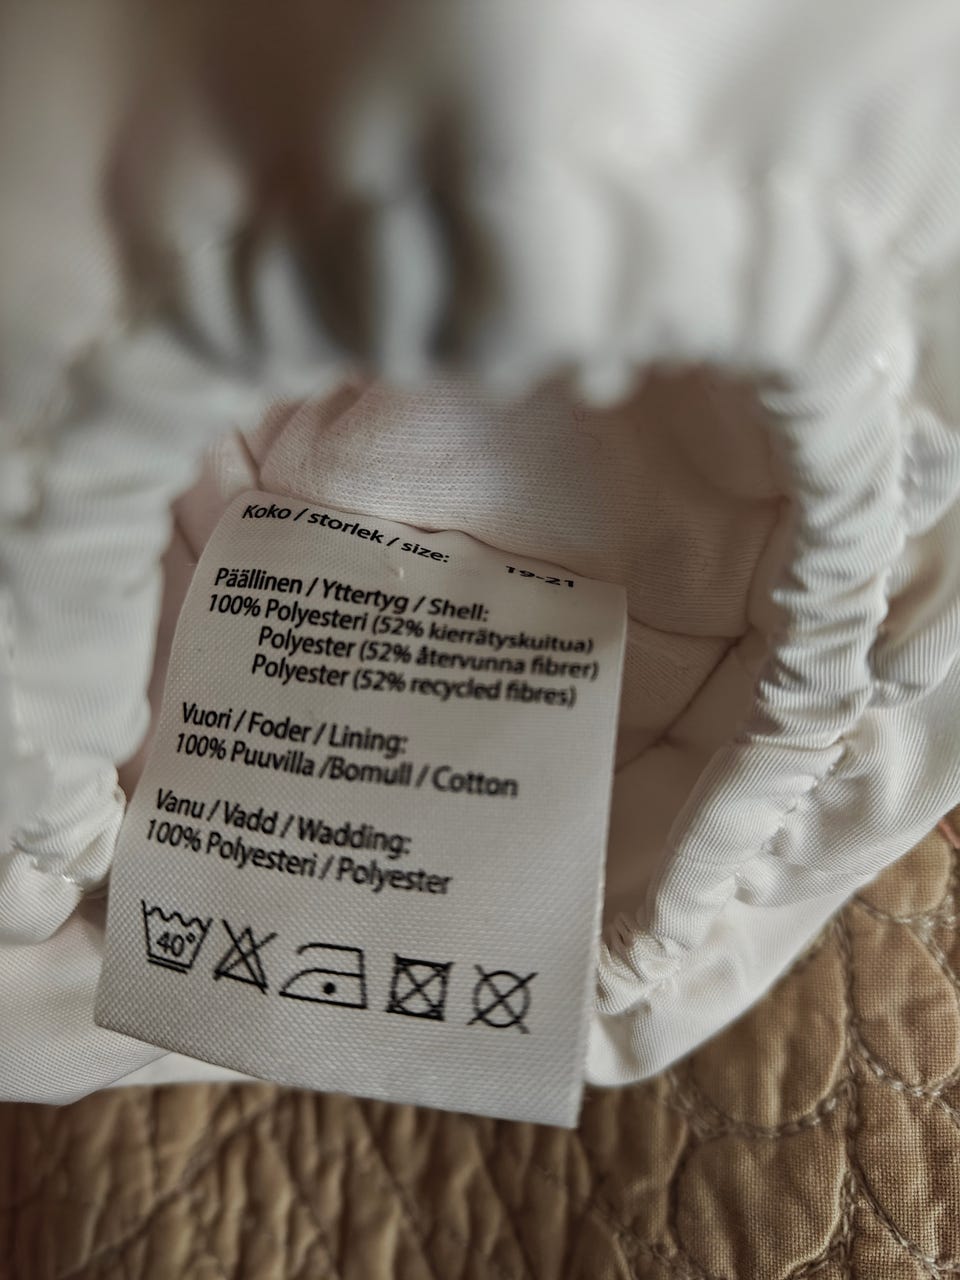 Koko / storlek / size: 19-21
Päällinen / Yttertyg / Shell:
100% Polyesteri (52% kierrätyskuitua)
Polyester (52% återvunna fibrer)
Polyester (52% recycled fibres)
Vuori / Foder / Lining:
100% Puuvilla /Bomull / Cotton
Vanu / Vadd / Wadding:
100% Polyesteri / Polyester
40°